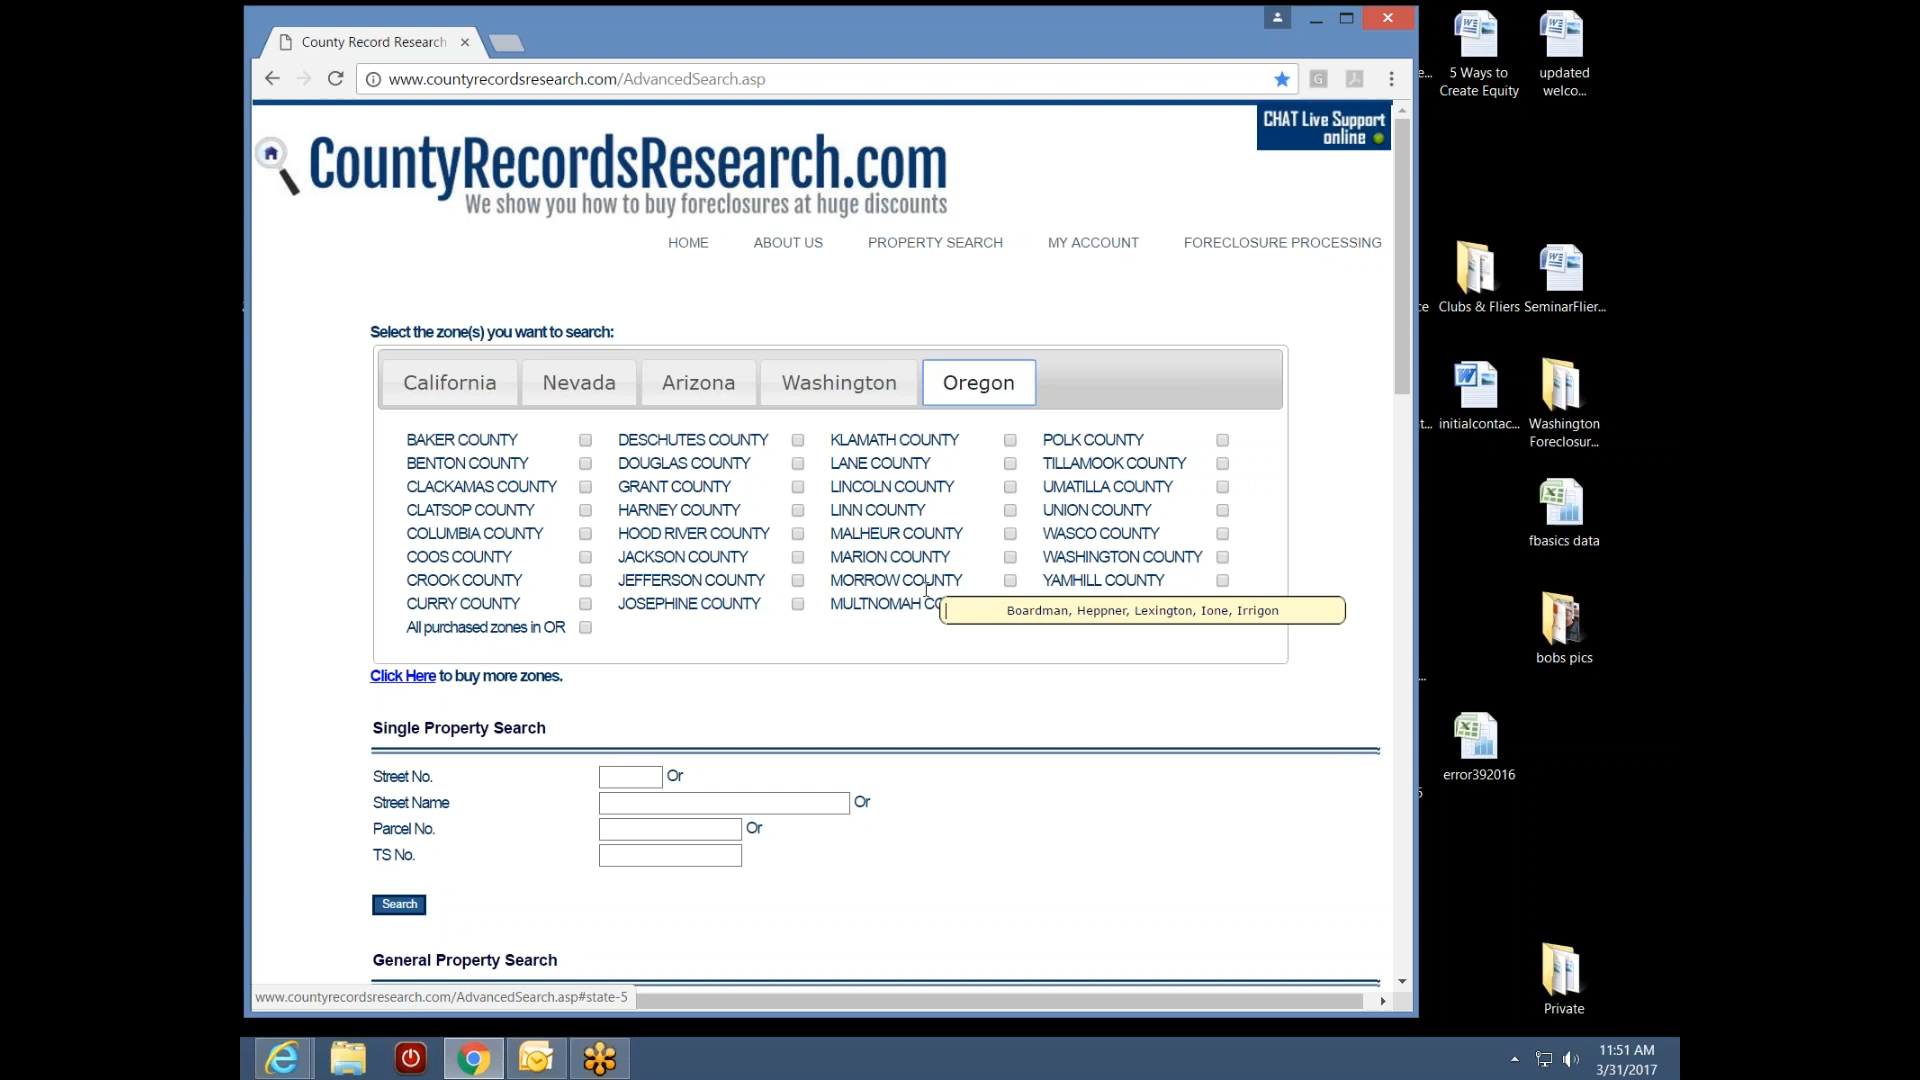 County Record Research
www.countyrecordsresearch.com/AdvancedSearch.asp
CHAT Live Support
online
CountyRecordsResearch.com
We show you how to buy foreclosures at huge discounts
HOME ABOUT US PROPERTY SEARCH MY ACCOUNT FORECLOSURE PROCESSING
Select the zone(s) you want to search:
California Nevada Arizona Washington Oregon
BAKER COUNTY DESCHUTES COUNTY KLAMATH COUNTY POLK COUNTY
BENTON COUNTY DOUGLAS COUNTY LANE COUNTY TILLAMOOK COUNTY
CLACKAMAS COUNTY GRANT COUNTY LINCOLN COUNTY UMATILLA COUNTY
CLATSOP COUNTY HARNEY COUNTY LINN COUNTY UNION COUNTY
COLUMBIA COUNTY HOOD RIVER COUNTY MALHEUR COUNTY WASCO COUNTY
COOS COUNTY JACKSON COUNTY MARION COUNTY WASHINGTON COUNTY
CROOK COUNTY JEFFERSON COUNTY MORROW COUNTY YAMHILL COUNTY
CURRY COUNTY JOSEPHINE COUNTY MULTNOMAH CO
Boardman, Heppner, Lexington, Ione, Irrigon
All purchased zones in OR
Click Here to buy more zones.
Single Property Search
Street No. Or
Street Name Or
Parcel No. Or
TS No.
Search
General Property Search
www.countyrecordsresearch.com/AdvancedSearch.asp#state-5
5 Ways to
Create Equity
updated
welco...
Clubs & Fliers
SeminarFlier...
initialcontac...
Washington
Foreclosur...
fbasics data
bobs pics
error392016
Private
11:51 AM
3/31/2017